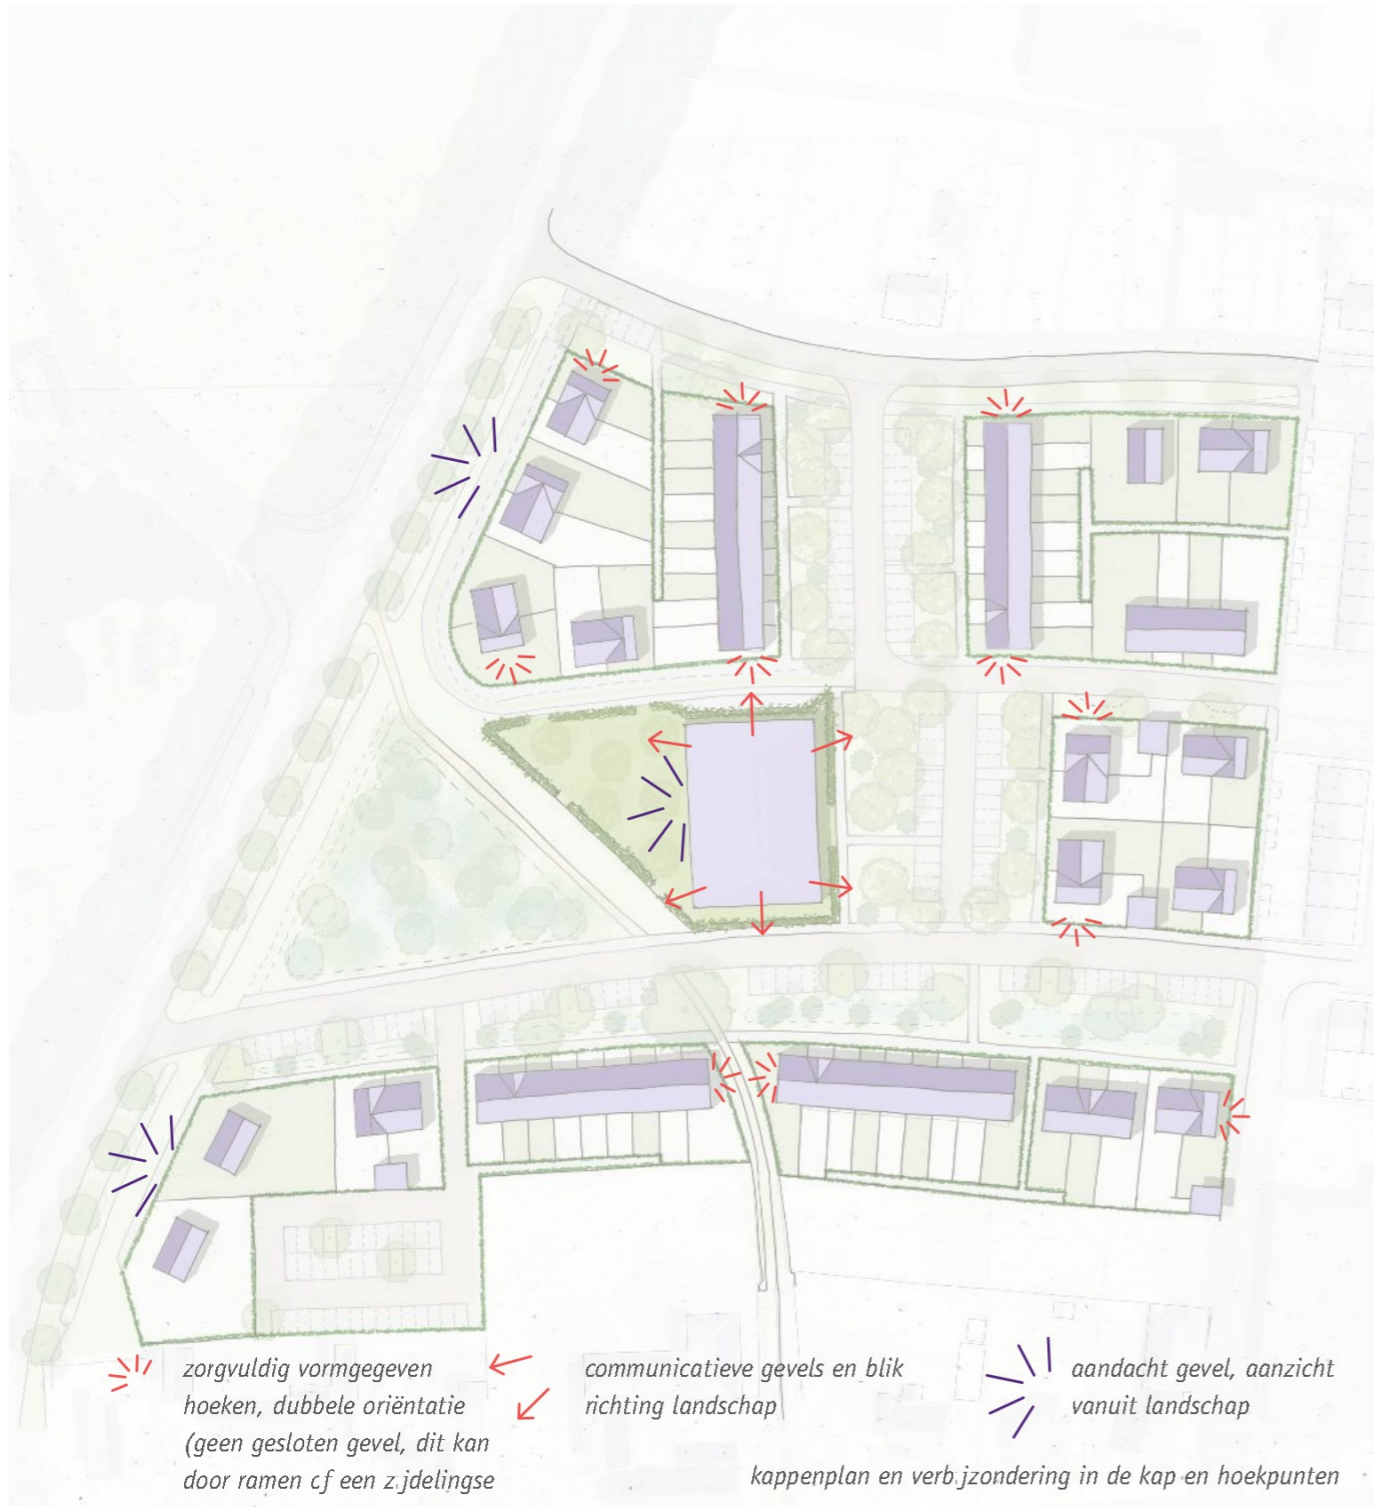 zorgvuldig vormgegeven
hoeken, dubbele oriëntatie
(geen gesloten gevel, dit kan
door ramen cf een z.jdelingse
communicatieve gevels en blik
richting landschap
aandacht gevel, aanzicht
vanuit landschap
kappenplan en verb.jzondering in de kap en hoekpunten